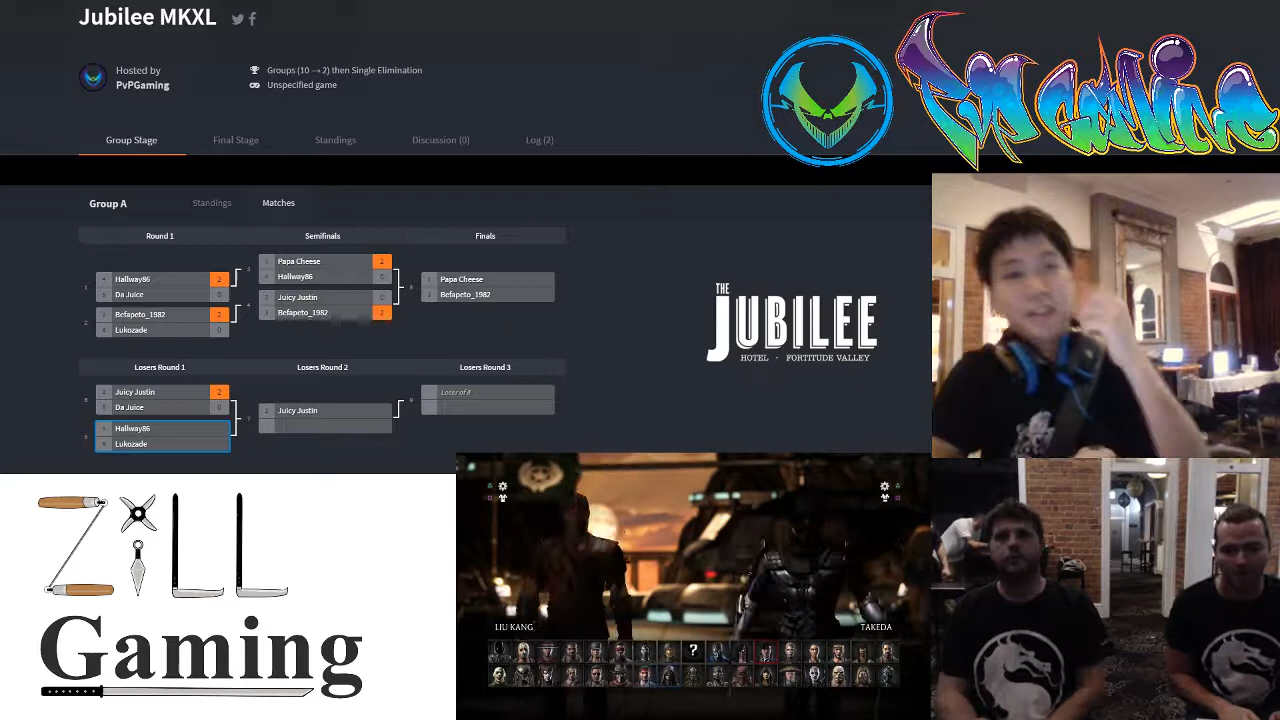 Jubilee MKXL
Hosted by
PvPGaming
Groups (10 → 2) then Single Elimination
Unspecified game
Group Stage
Final Stage
Standings
Discussion (0)
Log (2)
PvP GAMING
Group A
Standings
Matches
Round 1
Semifinals
Finals
Hallway86 2
Da Juice 0
Befapeto_1982 2
Lukozade 0
Papa Cheese 2
Hallway86 0
Juicy Justin 0
Befapeto_1982 2
Papa Cheese
Befapeto_1982
Losers Round 1
Losers Round 2
Losers Round 3
Juicy Justin 2
Da Juice 0
Hallway86
Lukozade
Juicy Justin
Loser of 8
THE
JUBILEE
HOTEL · FORTITUDE VALLEY
ZiLL
Gaming
LIU KANG
TAKEDA
?